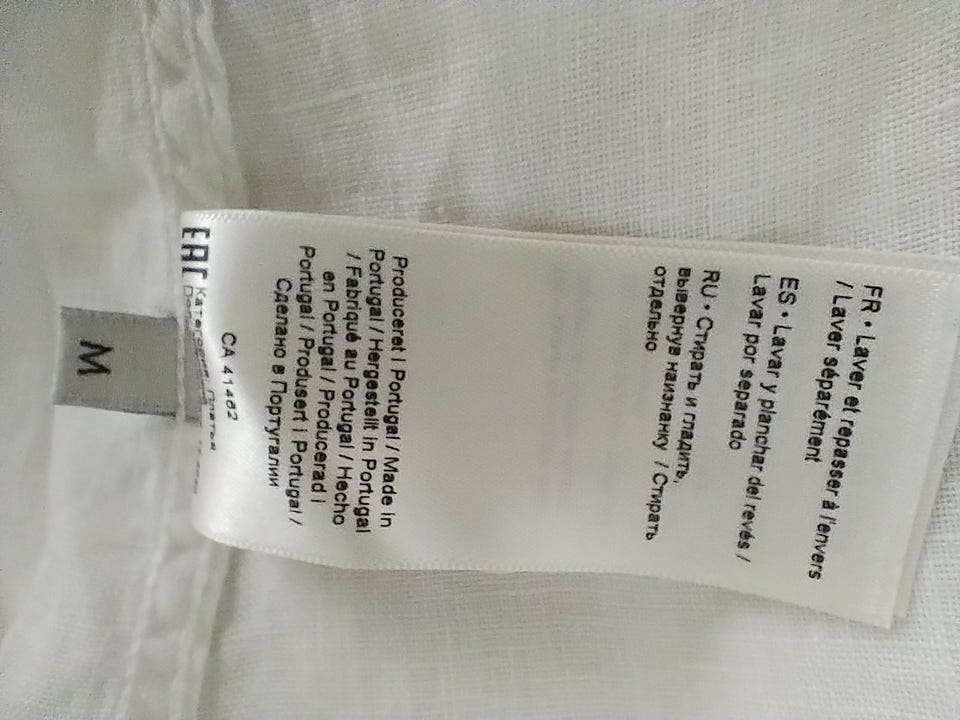 FR • Laver et repasser à l'envers
/ Laver séparément
ES • Lavar y planchar del revés /
Lavar por separado
RU • Стирать и гладить,
вывернув наизнанку / Стирать
отдельно
Produceret i Portugal / Made in
Portugal / Hergestellt in Portugal
/ Fabriqué au Portugal / Hecho
en Portugal / Producerad i
Portugal / Produsert i Portugal /
Сделано в Португалии
CA 41482
EAC
M